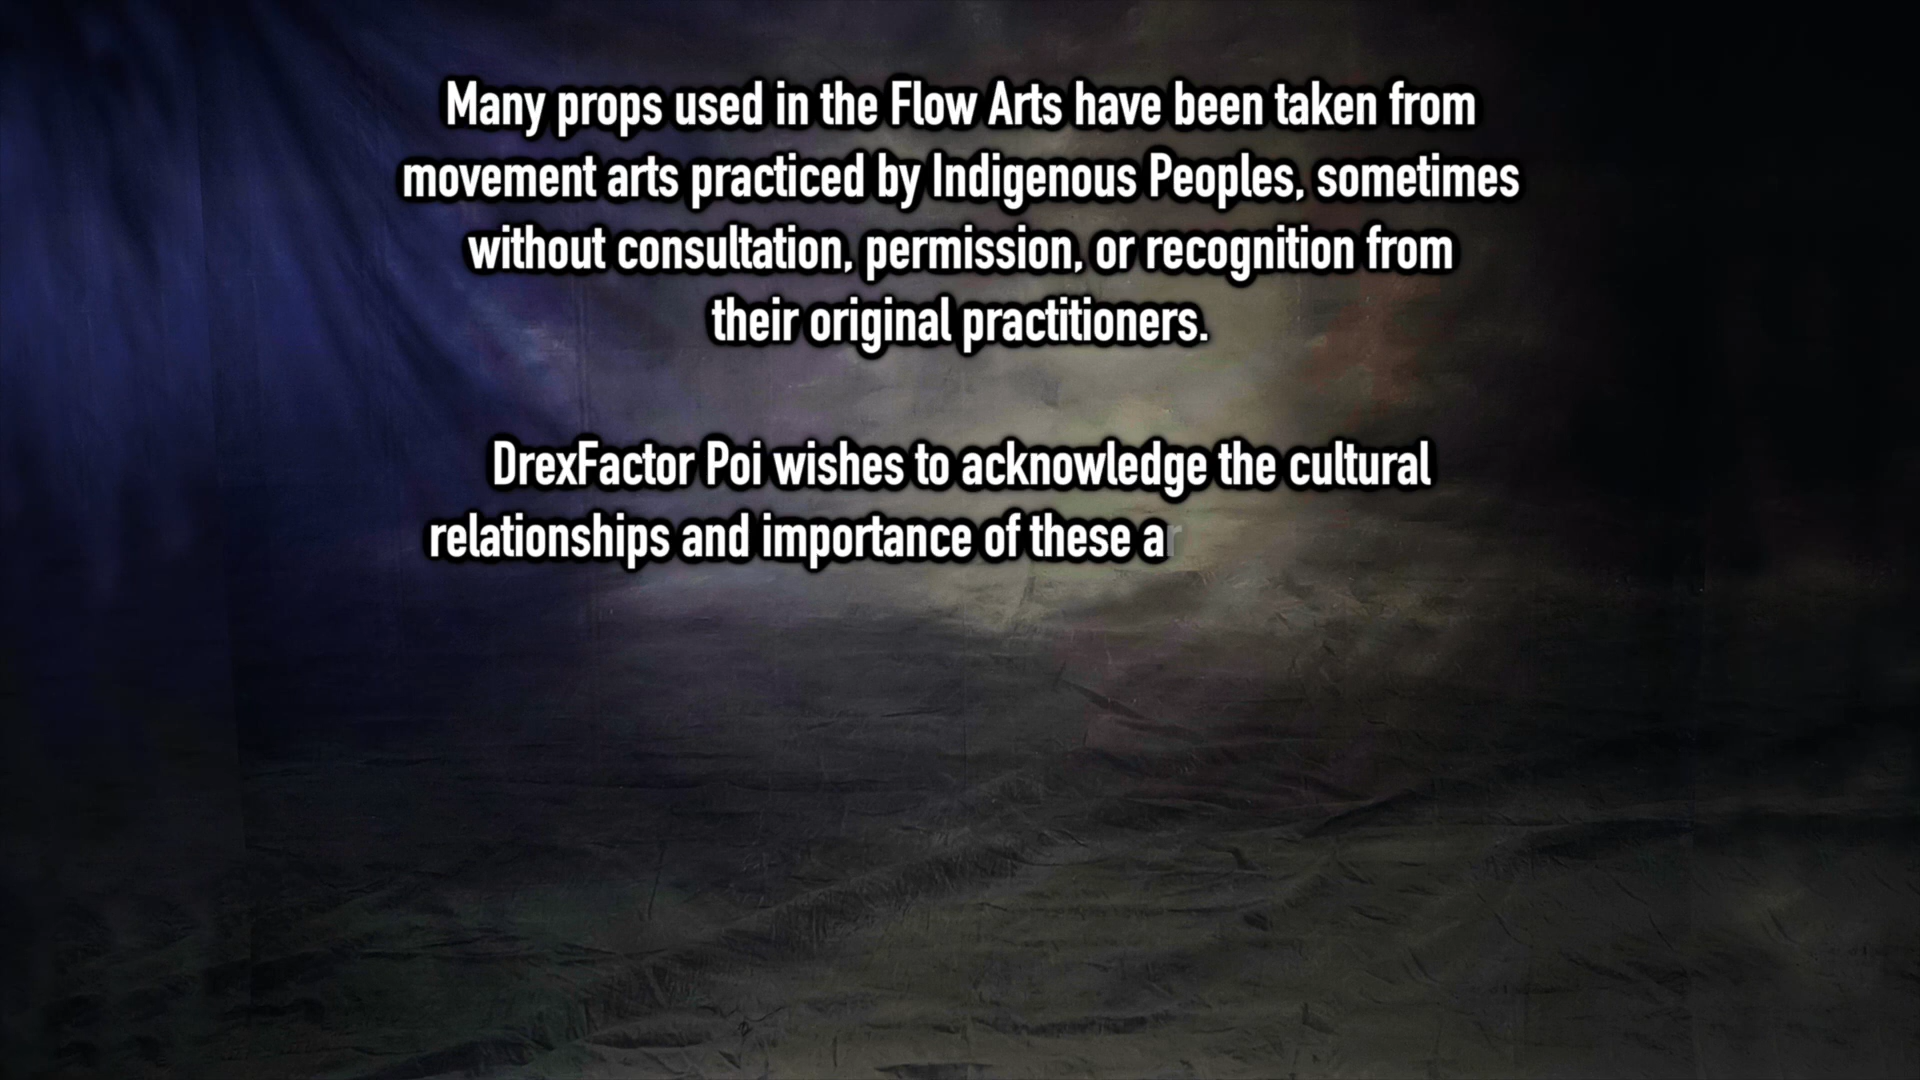 Many props used in the Flow Arts have been taken from
movement arts practiced by Indigenous Peoples, sometimes
without consultation, permission, or recognition from
their original practitioners.
DrexFactor Poi wishes to acknowledge the cultural
relationships and importance of these ar